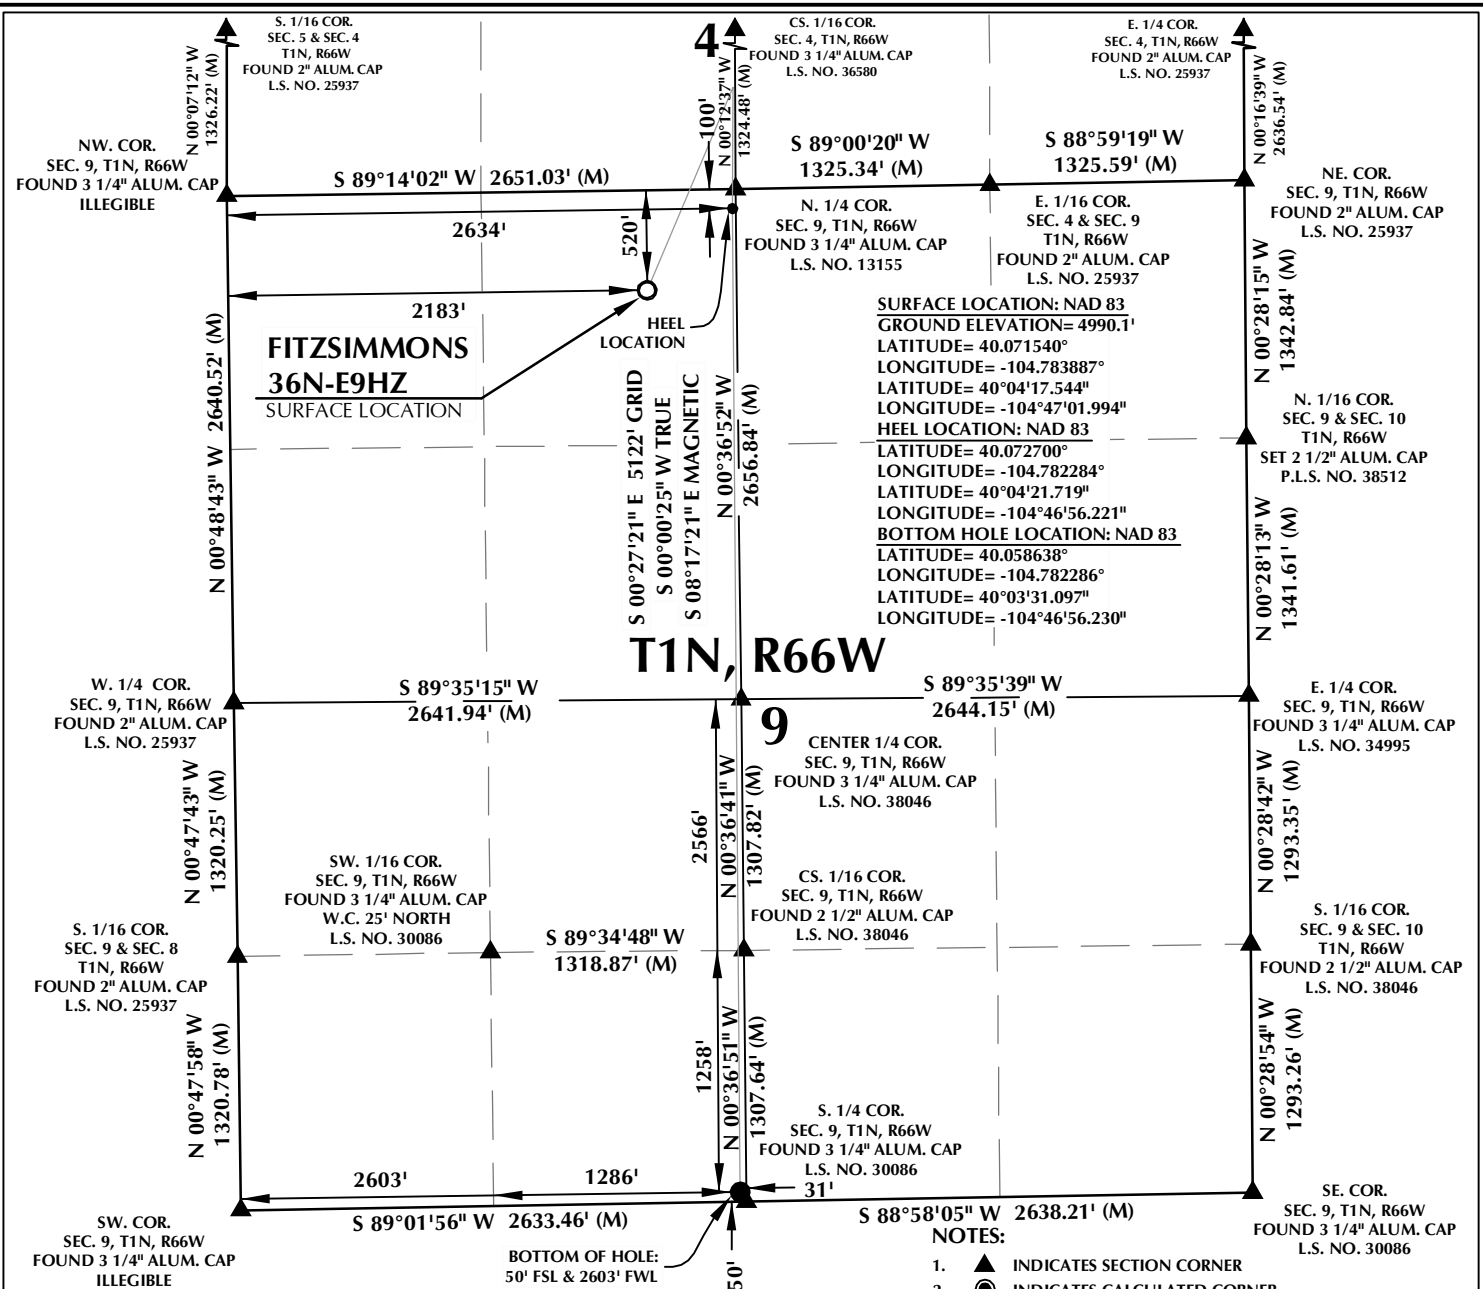 S. 1/16 COR.
SEC. 5 & SEC. 4
T1N, R66W
FOUND 2" ALUM. CAP
L.S. NO. 25937
N 00°07'12" W
1326.22' (M)
4
CS. 1/16 COR.
SEC. 4, T1N, R66W
FOUND 3 1/4" ALUM. CAP
L.S. NO. 36580
N 00°12'37" W
1324.48' (M)
100'
E. 1/4 COR.
SEC. 4, T1N, R66W
FOUND 2" ALUM. CAP
L.S. NO. 25937
N 00°16'39" W
2636.54' (M)
NW. COR.
SEC. 9, T1N, R66W
FOUND 3 1/4" ALUM. CAP
ILLEGIBLE
S 89°14'02" W 2651.03' (M)
S 89°00'20" W
1325.34' (M)
S 88°59'19" W
1325.59' (M)
NE. COR.
SEC. 9, T1N, R66W
FOUND 2" ALUM. CAP
L.S. NO. 25937
2634'
520'
N. 1/4 COR.
SEC. 9, T1N, R66W
FOUND 3 1/4" ALUM. CAP
L.S. NO. 13155
E. 1/16 COR.
SEC. 4 & SEC. 9
T1N, R66W
FOUND 2" ALUM. CAP
L.S. NO. 25937
2183'
HEEL
LOCATION
FITZSIMMONS
36N-E9HZ
SURFACE LOCATION
SURFACE LOCATION: NAD 83
GROUND ELEVATION= 4990.1'
LATITUDE= 40.071540°
LONGITUDE= -104.783887°
LATITUDE= 40°04'17.544"
LONGITUDE= -104°47'01.994"
HEEL LOCATION: NAD 83
LATITUDE= 40.072700°
LONGITUDE= -104.782284°
LATITUDE= 40°04'21.719"
LONGITUDE= -104°46'56.221"
BOTTOM HOLE LOCATION: NAD 83
LATITUDE= 40.058638°
LONGITUDE= -104.782286°
LATITUDE= 40°03'31.097"
LONGITUDE= -104°46'56.230"
N 00°28'15" W
1342.84' (M)
N. 1/16 COR.
SEC. 9 & SEC. 10
T1N, R66W
SET 2 1/2" ALUM. CAP
P.L.S. NO. 38512
N 00°48'43" W 2640.52' (M)
S 00°27'21" E 5122' GRID
S 00°00'25" W TRUE
S 08°17'21" E MAGNETIC
N 00°36'52" W
2656.84' (M)
N 00°28'13" W
1341.61' (M)
T1N, R66W
W. 1/4 COR.
SEC. 9, T1N, R66W
FOUND 2" ALUM. CAP
L.S. NO. 25937
S 89°35'15" W
2641.94' (M)
S 89°35'39" W
2644.15' (M)
E. 1/4 COR.
SEC. 9, T1N, R66W
FOUND 3 1/4" ALUM. CAP
L.S. NO. 34995
9
CENTER 1/4 COR.
SEC. 9, T1N, R66W
FOUND 3 1/4" ALUM. CAP
L.S. NO. 38046
N 00°47'43" W
1320.25' (M)
2566'
N 00°36'41" W
1307.82' (M)
N 00°28'42" W
1293.35' (M)
SW. 1/16 COR.
SEC. 9, T1N, R66W
FOUND 3 1/4" ALUM. CAP
W.C. 25' NORTH
L.S. NO. 30086
CS. 1/16 COR.
SEC. 9, T1N, R66W
FOUND 2 1/2" ALUM. CAP
L.S. NO. 38046
S. 1/16 COR.
SEC. 9 & SEC. 8
T1N, R66W
FOUND 2" ALUM. CAP
L.S. NO. 25937
S 89°34'48" W
1318.87' (M)
S. 1/16 COR.
SEC. 9 & SEC. 10
T1N, R66W
FOUND 2 1/2" ALUM. CAP
L.S. NO. 38046
N 00°47'58" W
1320.78' (M)
1258'
N 00°36'51" W
1307.64' (M)
N 00°28'54" W
1293.26' (M)
S. 1/4 COR.
SEC. 9, T1N, R66W
FOUND 3 1/4" ALUM. CAP
L.S. NO. 30086
2603'
1286'
31'
S 89°01'56" W 2633.46' (M)
S 88°58'05" W 2638.21' (M)
SW. COR.
SEC. 9, T1N, R66W
FOUND 3 1/4" ALUM. CAP
ILLEGIBLE
BOTTOM OF HOLE:
50' FSL & 2603' FWL
50'
SE. COR.
SEC. 9, T1N, R66W
FOUND 3 1/4" ALUM. CAP
L.S. NO. 30086
NOTES:
1. INDICATES SECTION CORNER
2. INDICATES CALCULATED CORNER